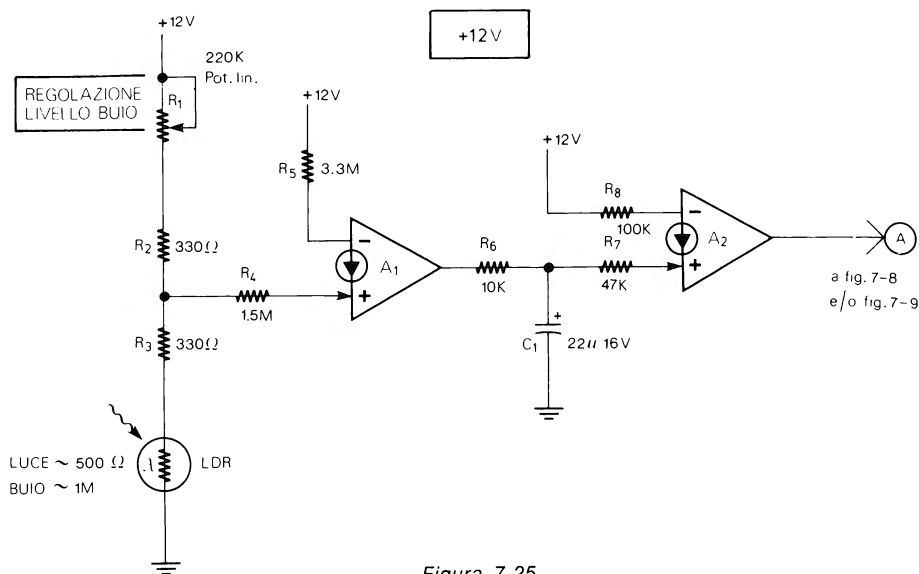 +12V
+12V
220K
Pot. lin.
REGOLAZIONE
LIVELLO BUIO
R1
+12V
R5
3.3M
+12V
R8
100K
−
A2
+
A
a fig. 7-8
e/o fig. 7-9
R2
330Ω
R4
1.5M
−
A1
+
R6
10K
R7
47K
R3
330Ω
+
C1
22µ 16V
LUCE ~ 500 Ω
BUIO ~ 1M
λ
LDR
Figura 7-25